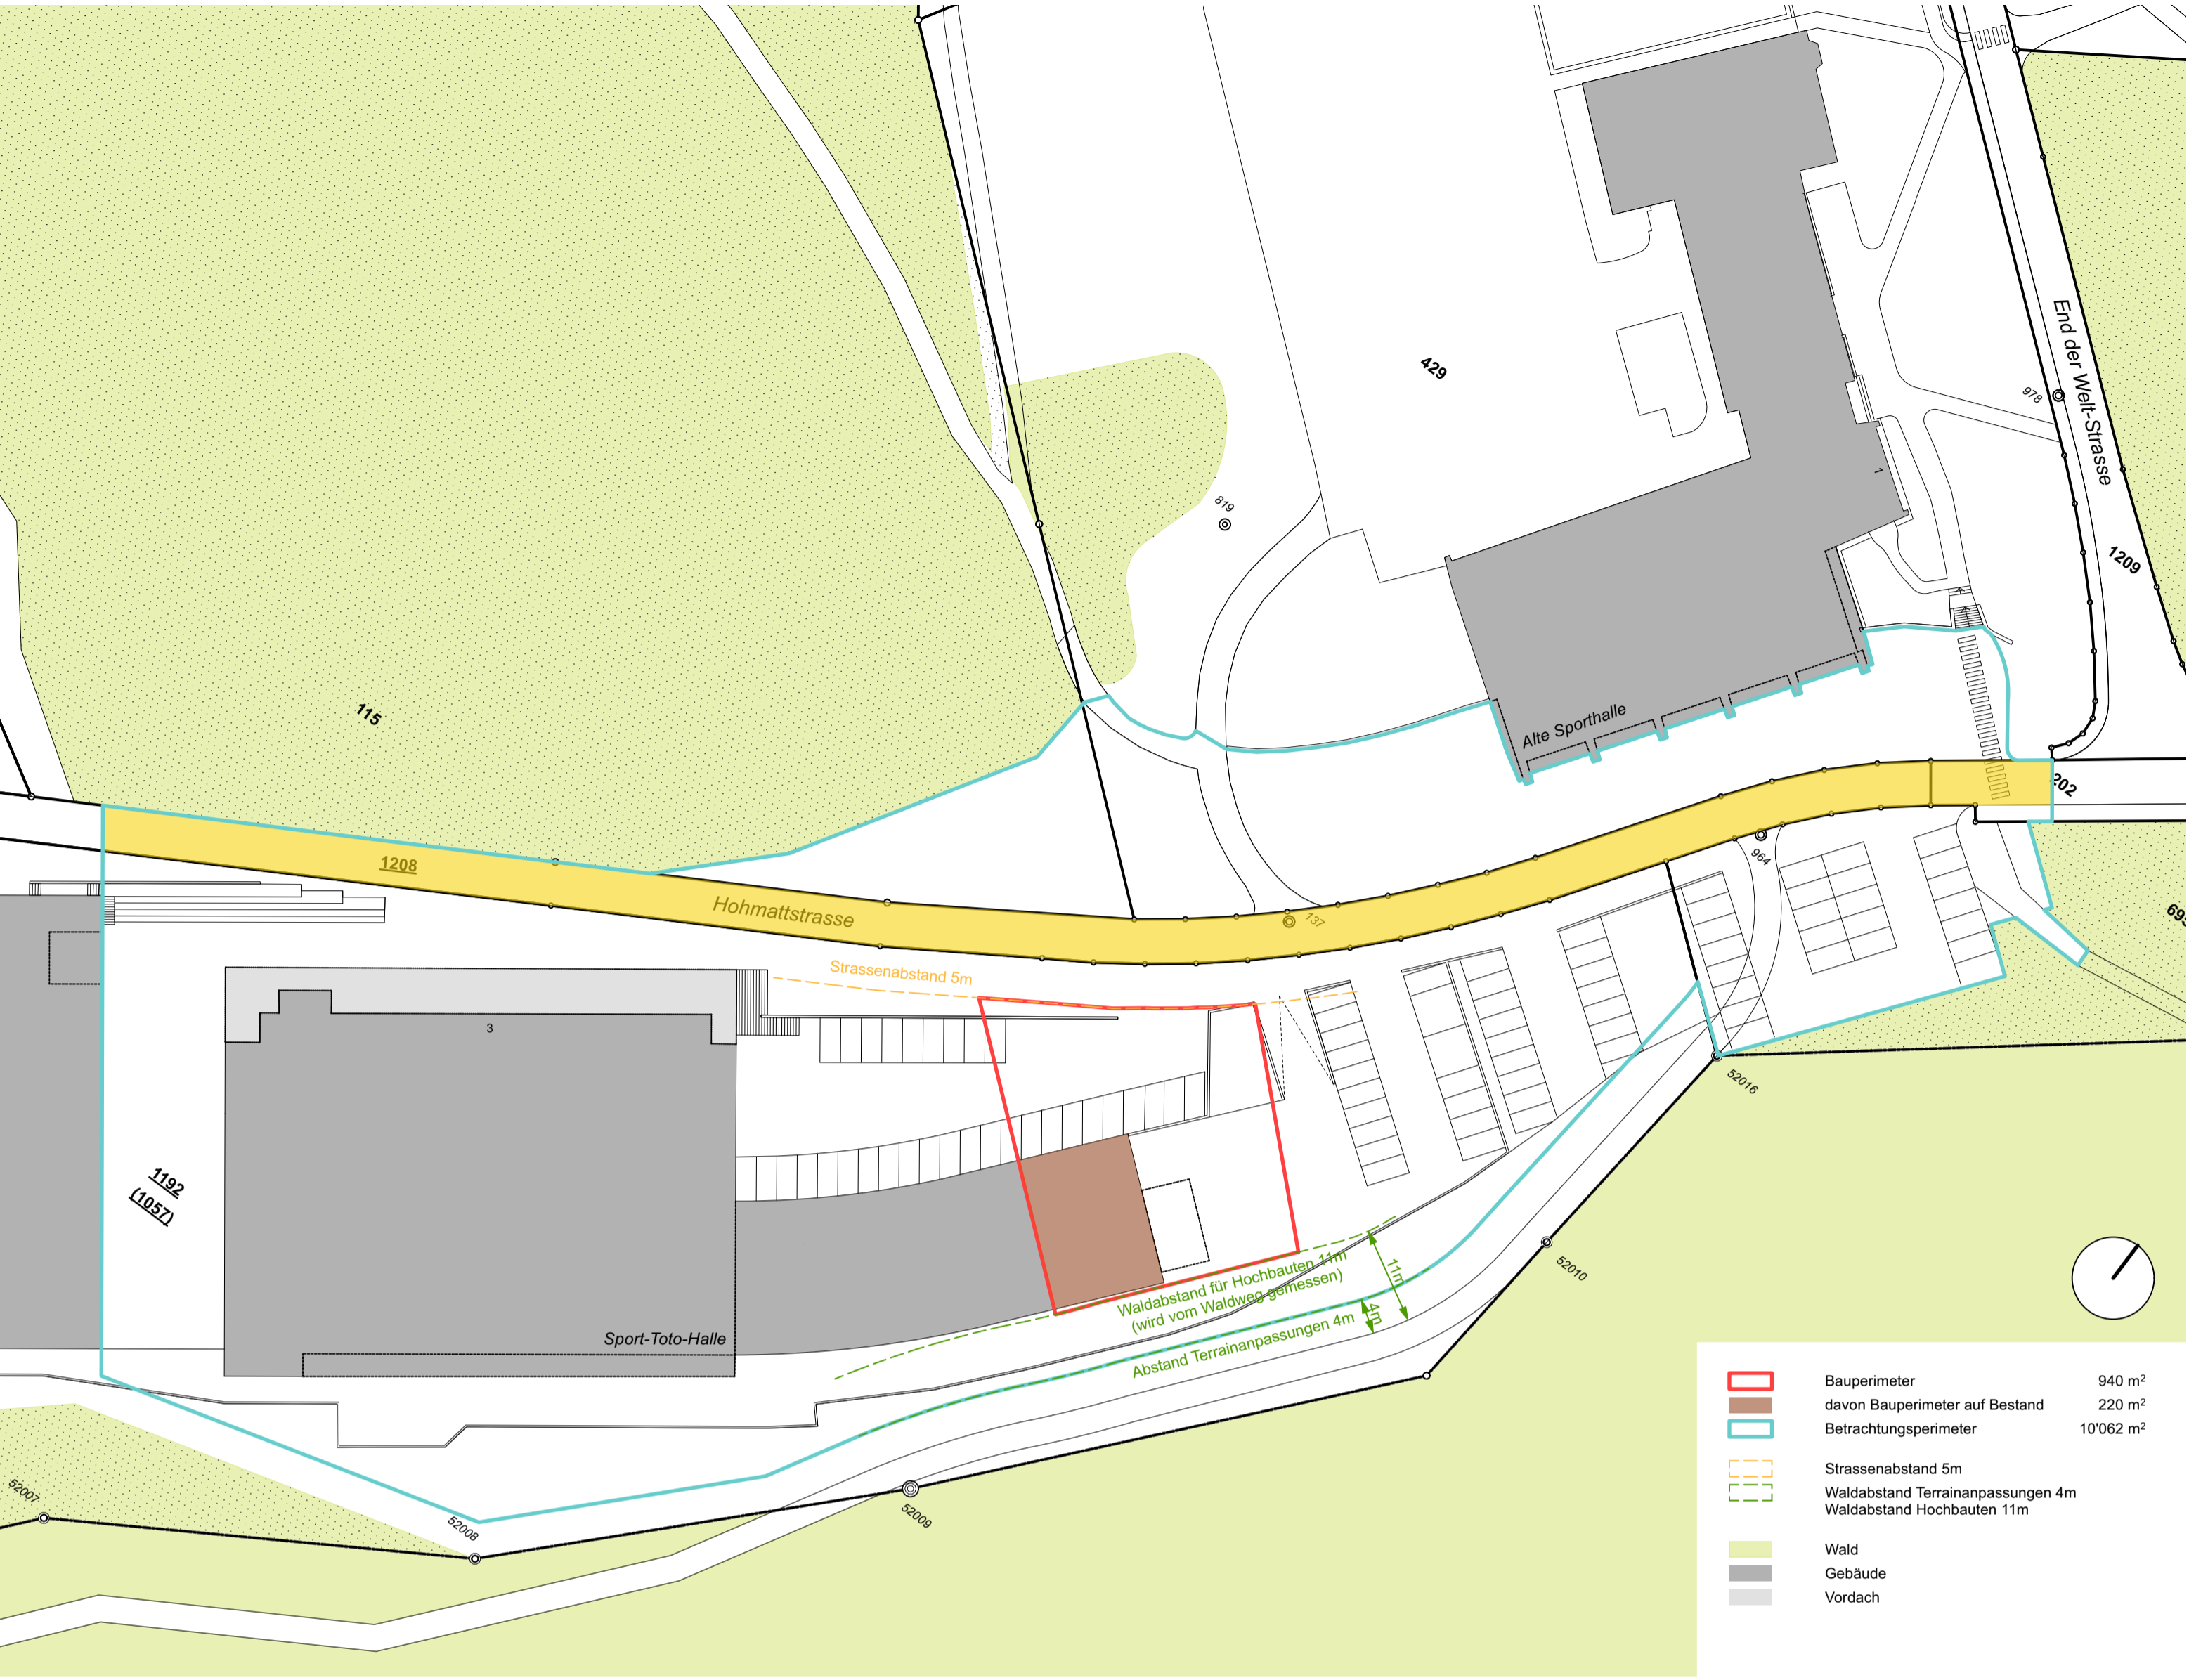 429
End der Welt-Strasse
978
1
819
1209
115
Alte Sporthalle
202
1208
964
Hohmattstrasse
137
Strassenabstand 5m
3
52016
1192
(1057)
Waldabstand für Hochbauten 11m
(wird vom Waldweg gemessen)
11m
4m
Abstand Terrainanpassungen 4m
52010
Sport-Toto-Halle
52007
52008
52009
Bauperimeter 940 m²
davon Bauperimeter auf Bestand 220 m²
Betrachtungsperimeter 10'062 m²
Strassenabstand 5m
Waldabstand Terrainanpassungen 4m
Waldabstand Hochbauten 11m
Wald
Gebäude
Vordach